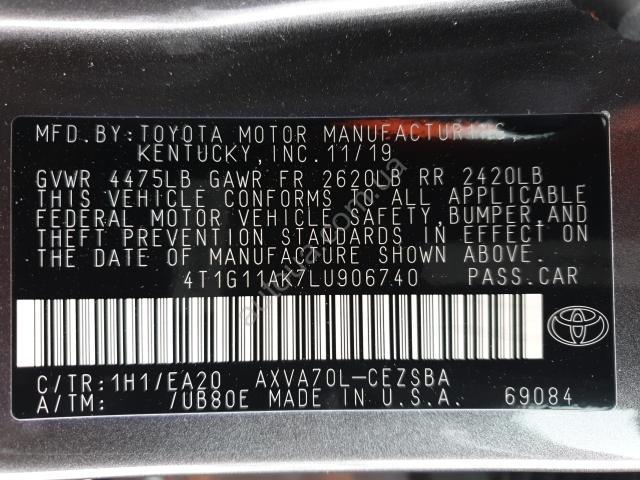 MFD. BY: TOYOTA MOTOR MANUFACTURING,
KENTUCKY, INC. 11/19
GVWR 4475LB GAWR FR 2620LB RR 2420LB
THIS VEHICLE CONFORMS TO ALL APPLICABLE
FEDERAL MOTOR VEHICLE SAFETY, BUMPER, AND
THEFT PREVENTION STANDARDS IN EFFECT ON
THE DATE OF MANUFACTURE SHOWN ABOVE.
4T1G11AK7LU906740 PASS.CAR
C/TR: 1H1/EA20 AXVA70L-CEZSBA
A/TM: /UB80E MADE IN U.S.A. 69084